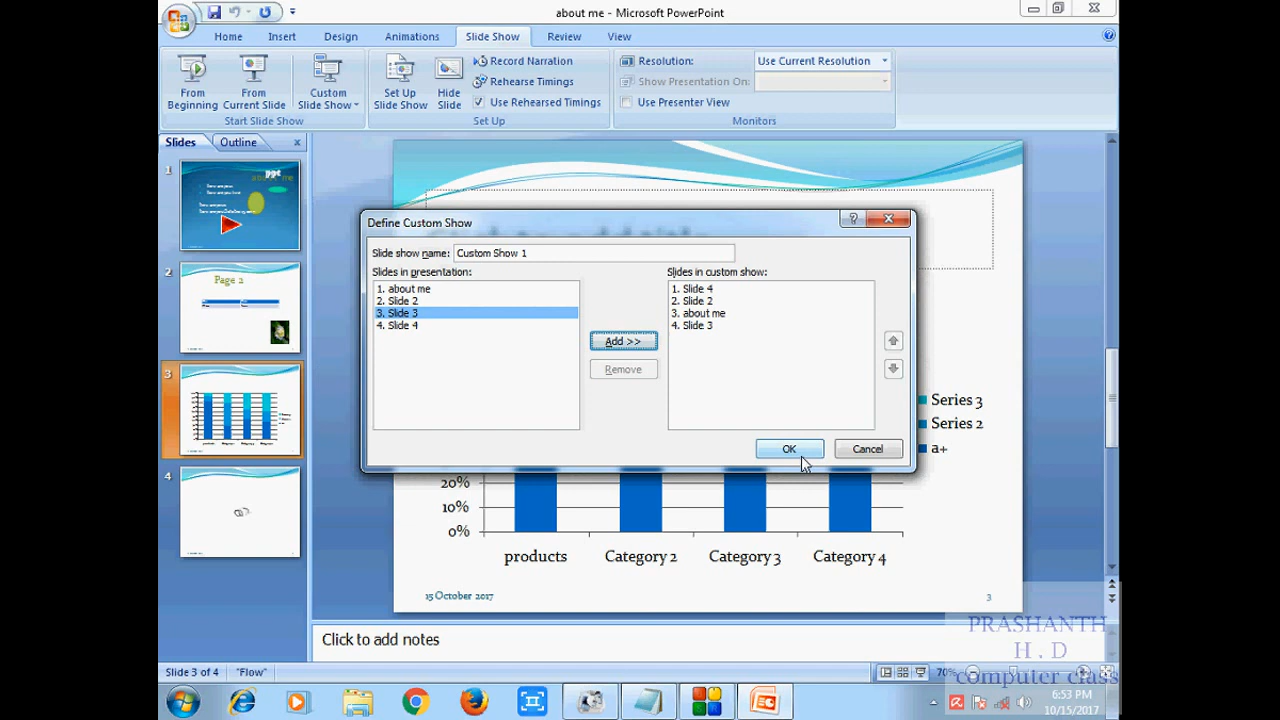 about me - Microsoft PowerPoint
Home Insert Design Animations Slide Show Review View
From Beginning
From Current Slide
Custom Slide Show
Start Slide Show
Set Up Slide Show
Hide Slide
Record Narration
Rehearse Timings
Use Rehearsed Timings
Set Up
Resolution: Use Current Resolution
Show Presentation On:
Use Presenter View
Monitors
Slides Outline
1
ppt
2
Page 2
3
4
Define Custom Show
Slide show name: Custom Show 1
Slides in presentation:
1. about me
2. Slide 2
3. Slide 3
4. Slide 4
Add >>
Remove
Slides in custom show:
1. Slide 4
2. Slide 2
3. about me
4. Slide 3
OK Cancel
Series 3
Series 2
a+
20%
10%
0%
products Category 2 Category 3 Category 4
15 October 2017 3
Click to add notes
PRASHANTH
H . D
computer class
Slide 3 of 4 "Flow" 70%
6:53 PM
10/15/2017